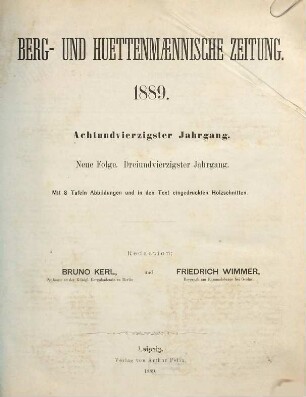 BERG- UND HUETTENMÆNNISCHE ZEITUNG.
1889.
Achtundvierzigster Jahrgang.
Neue Folge. Dreiundvierzigster Jahrgang.
Mit 8 Tafeln Abbildungen und in den Text eingedruckten Holzschnitten.
Redaction:
BRUNO KERL, und FRIEDRICH WIMMER,
Leipzig.
Verlag von Arthur Felix.
1889.